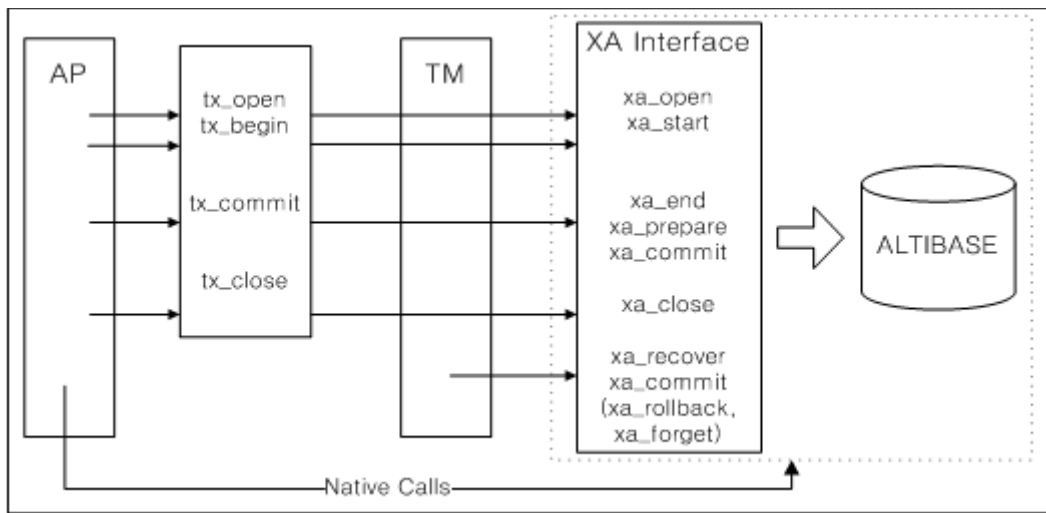 AP
tx_open
tx_begin
tx_commit
tx_close
TM
XA Interface
xa_open
xa_start
xa_end
xa_prepare
xa_commit
xa_close
xa_recover
xa_commit
(xa_rollback,
xa_forget)
ALTIBASE
Native Calls